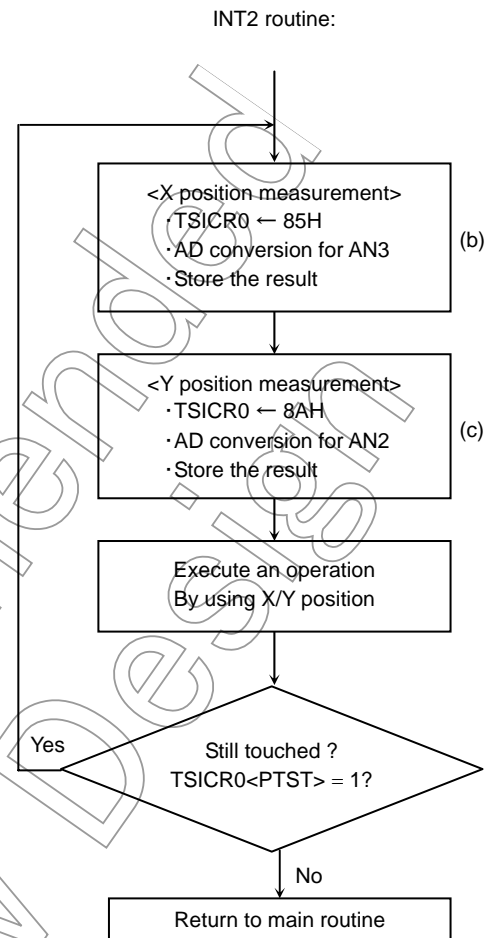 INT2 routine:
<X position measurement>
・TSICR0 ← 85H
・AD conversion for AN3
・Store the result
(b)
<Y position measurement>
・TSICR0 ← 8AH
・AD conversion for AN2
・Store the result
(c)
Execute an operation
By using X/Y position
Yes
Still touched ?
TSICR0<PTST> = 1?
No
Return to main routine